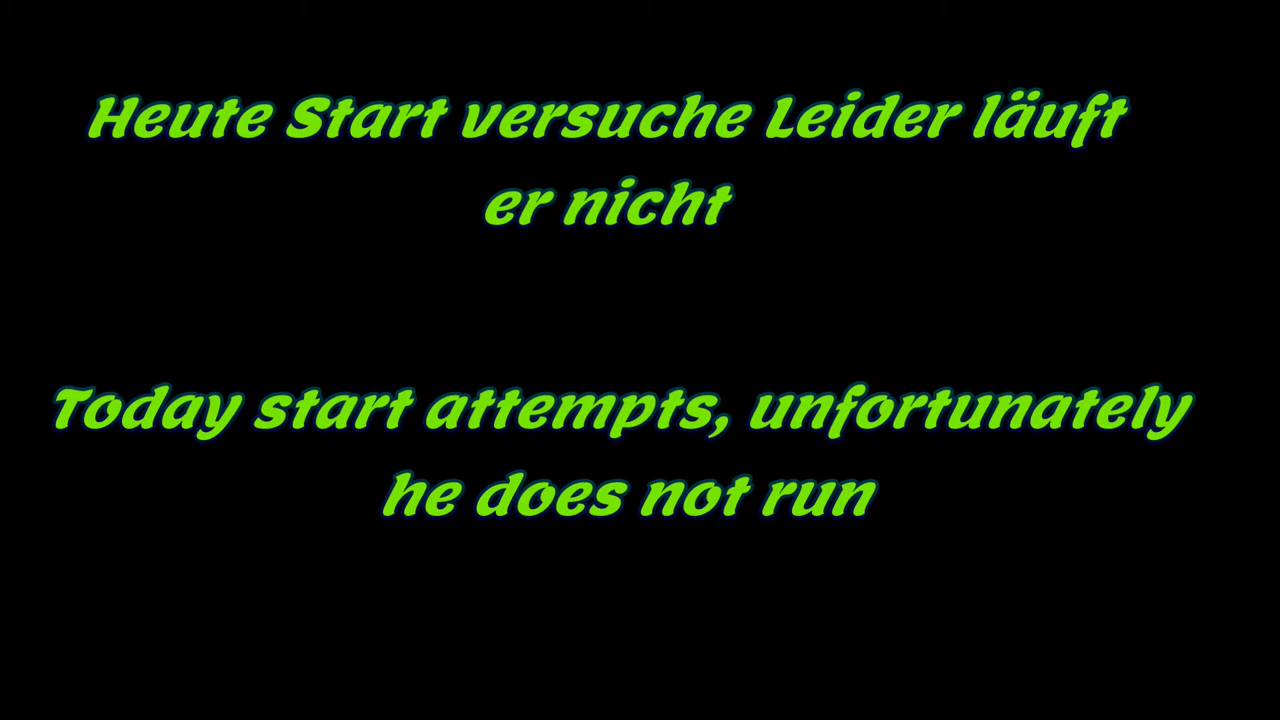 Heute Start versuche Leider läuft
er nicht
Today start attempts, unfortunately
he does not run